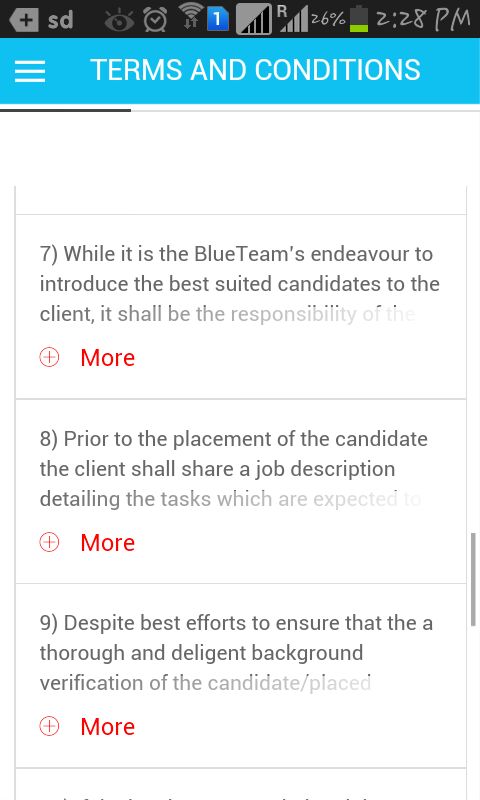 sd 1 R 26% 2:28 PM
TERMS AND CONDITIONS
7) While it is the BlueTeam's endeavour to
introduce the best suited candidates to the
client, it shall be the responsibility of the
More
8) Prior to the placement of the candidate
the client shall share a job description
detailing the tasks which are expected to
More
9) Despite best efforts to ensure that the a
thorough and deligent background
verification of the candidate/placed
More